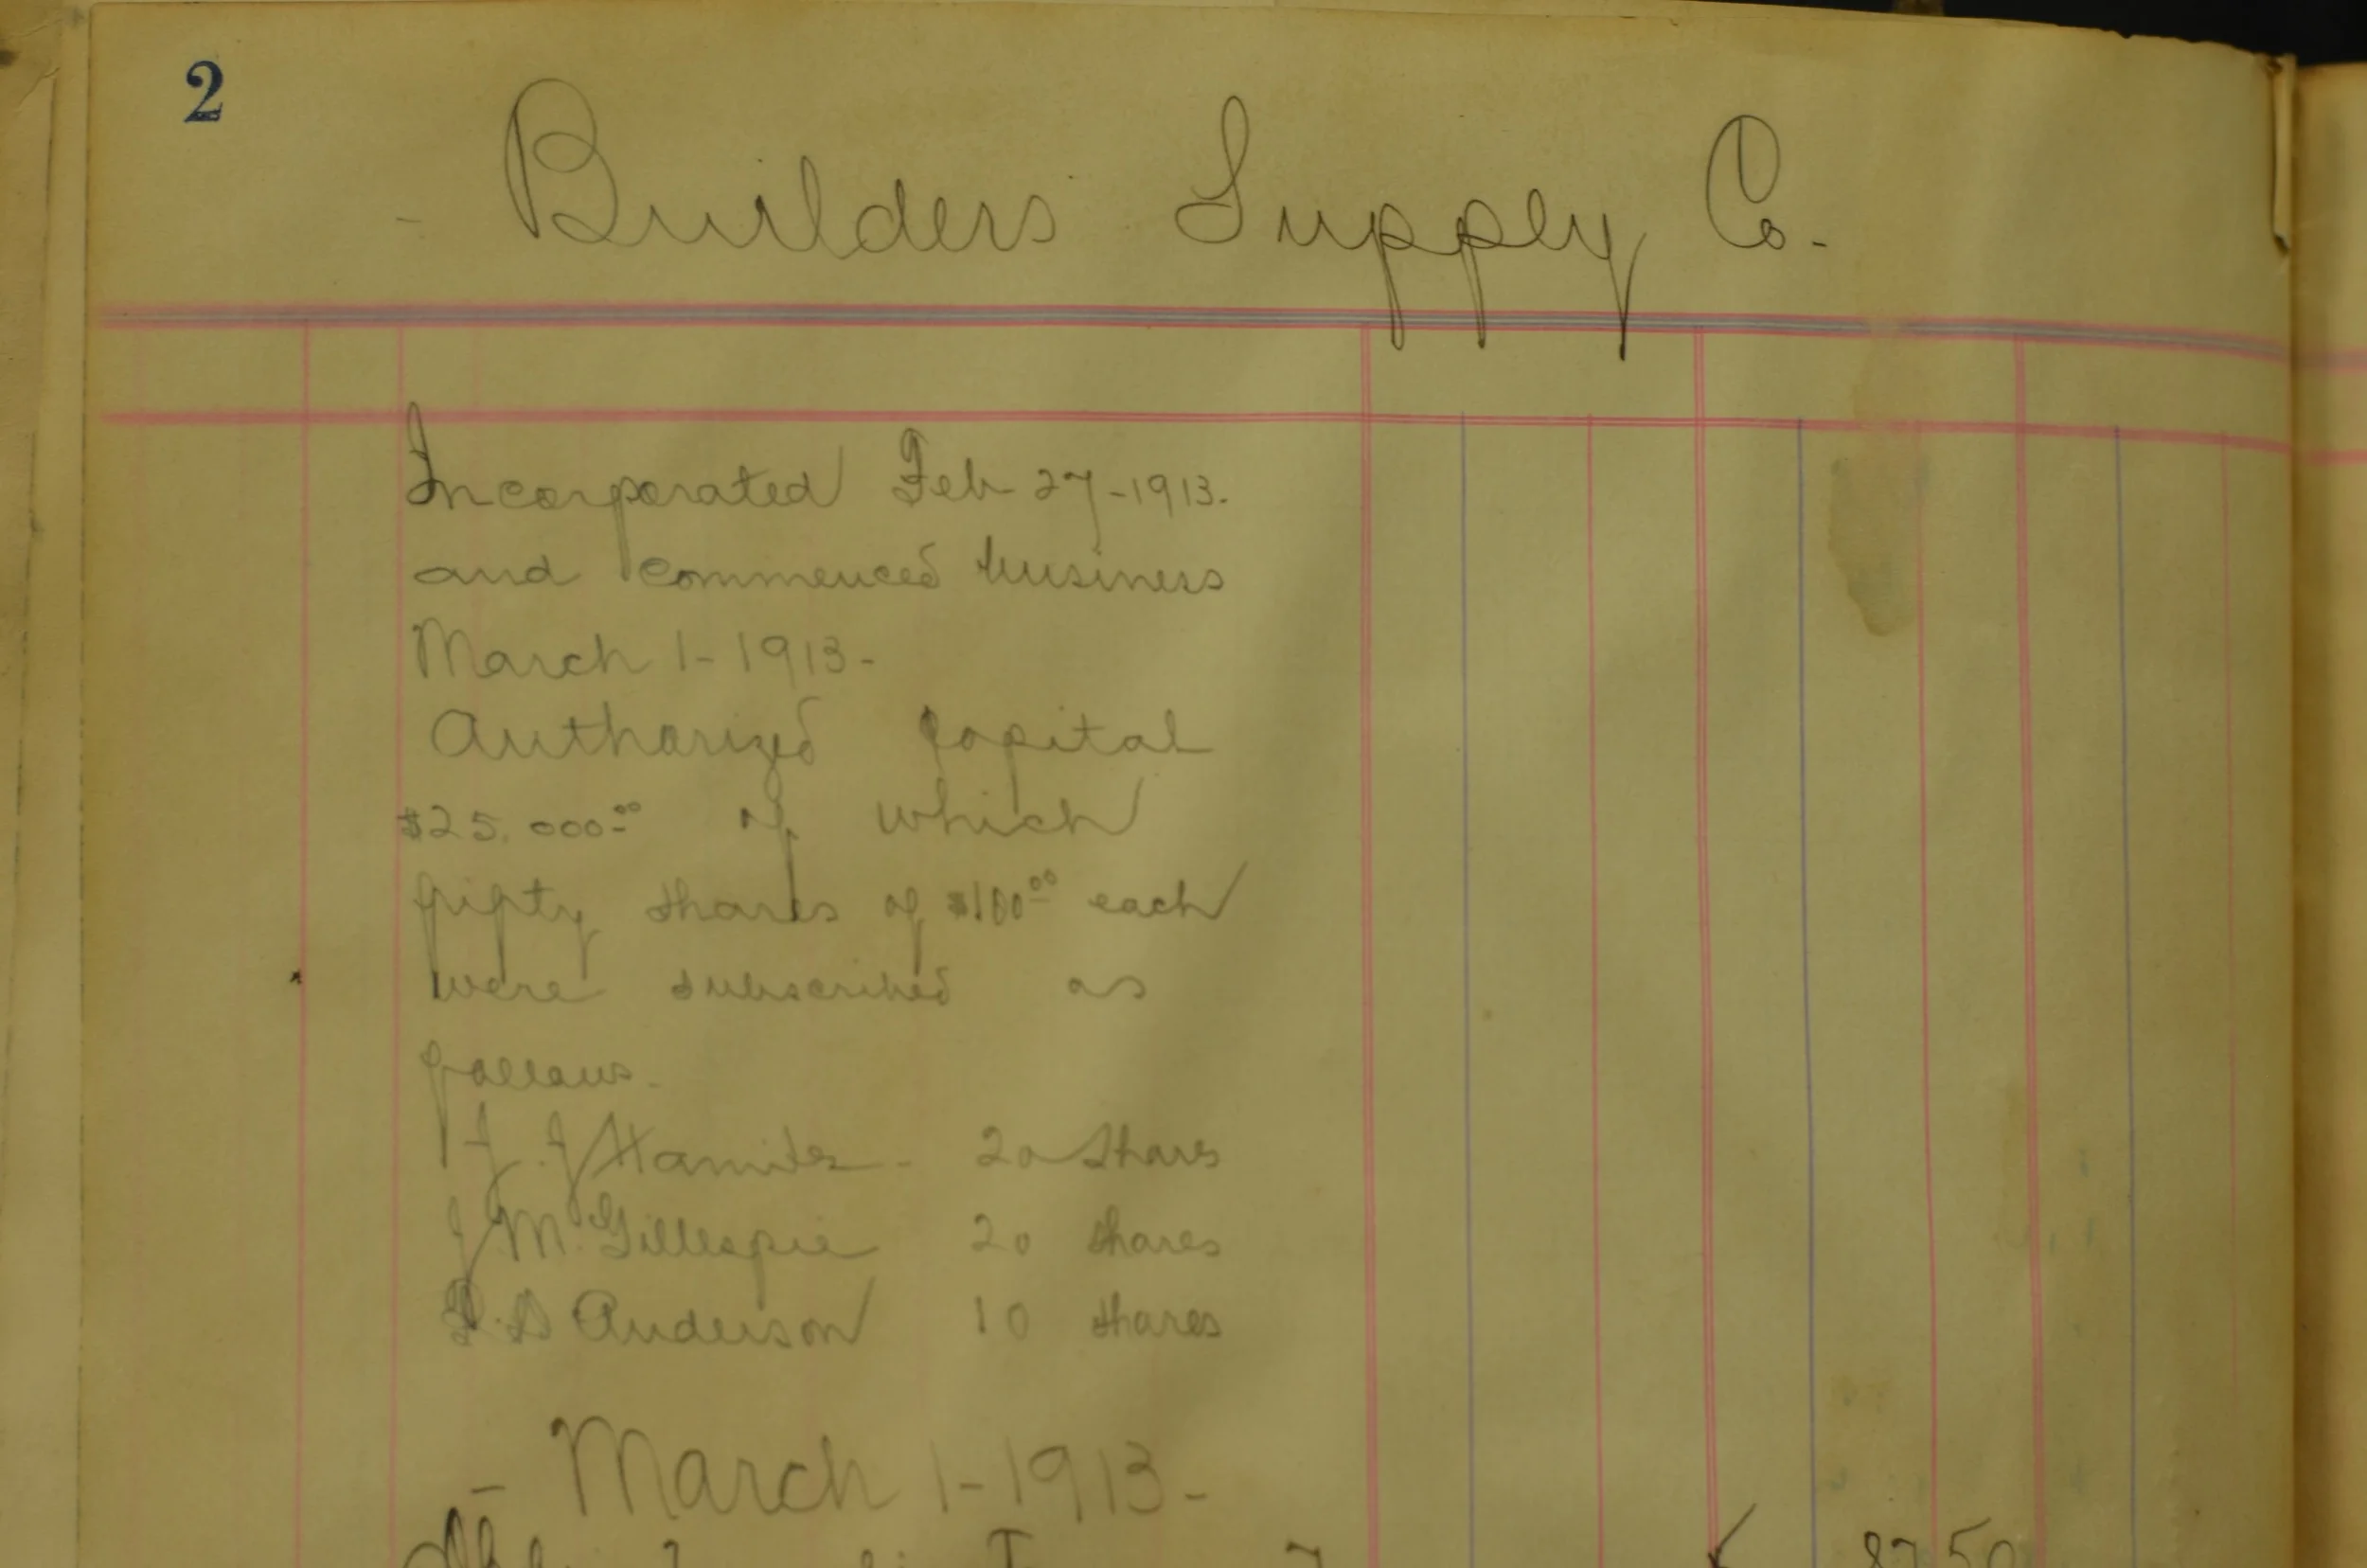 2
- Builders Supply Co.
Incorporated Feb 27-1913.
and commenced business
March 1-1913-
Authorized Capital
$25.000.00 of which
fifty shares of $100.00 each
were subscribed as
follows.
J. J. - 20 Shares
J M. Gillespie 20 shares
Anderson 10 shares
- March 1-1913-
87 50